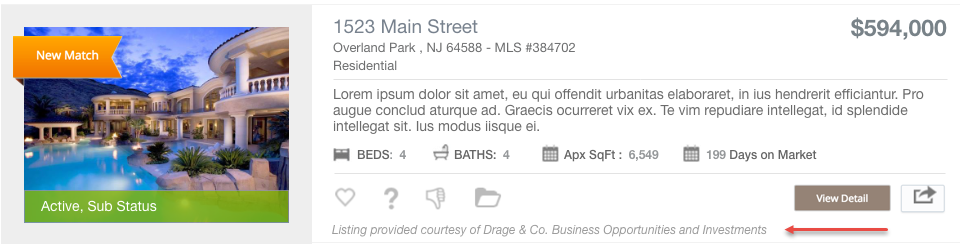 New Match
Active, Sub Status
1523 Main Street
$594,000
Overland Park , NJ 64588 - MLS #384702
Residential
Lorem ipsum dolor sit amet, eu qui offendit urbanitas elaboraret, in ius hendrerit efficiantur. Pro
augue conclud aturque ad. Graecis ocurreret vix ex. Te vim repudiare intellegat, id splendide
intellegat sit. Ius modus iisque ei.
BEDS: 4 BATHS: 4 Apx SqFt : 6,549 199 Days on Market
? View Detail
Listing provided courtesy of Drage & Co. Business Opportunities and Investments